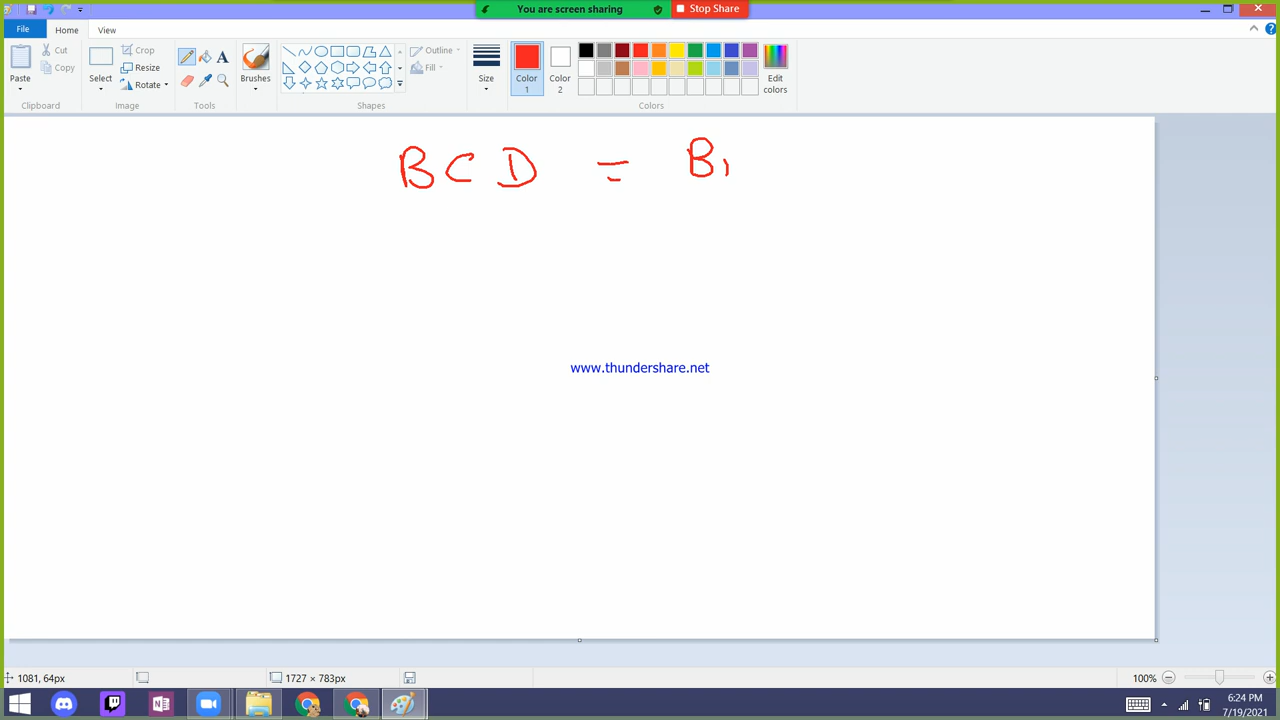 You are screen sharing Stop Share
File Home View
Cut Crop Outline
Copy Resize Fill
Paste Select Rotate Brushes Size Color 1 Color 2 Edit colors
Clipboard Image Tools Shapes Colors
BCD = Bı
www.thundershare.net
1081, 64px 1727 × 783px 100%
6:24 PM
7/19/2021